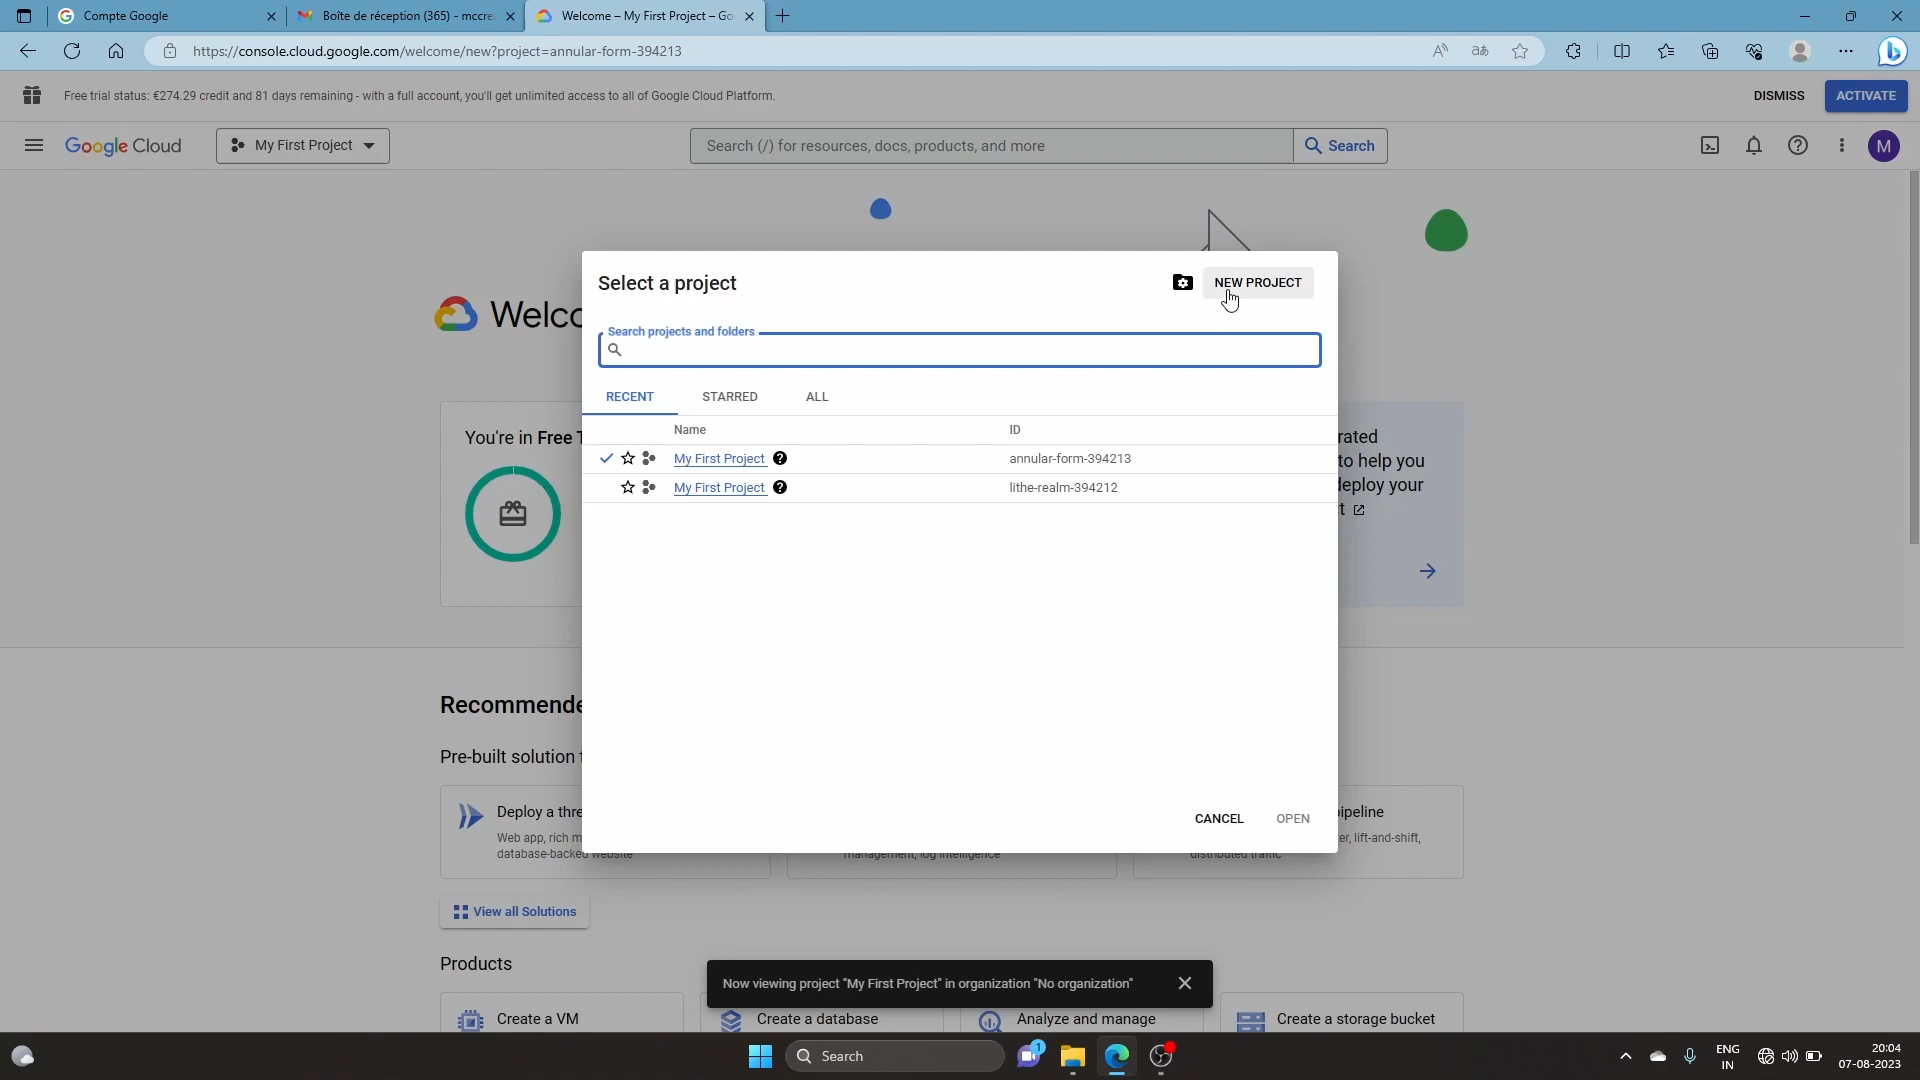 Compte Google
Boîte de réception (365) - mccrea
Welcome – My First Project – Go
https://console.cloud.google.com/welcome/new?project=annular-form-394213
Free trial status: €274.29 credit and 81 days remaining - with a full account, you'll get unlimited access to all of Google Cloud Platform.
DISMISS
ACTIVATE
Google Cloud
My First Project
Search (/) for resources, docs, products, and more
Search
M
Select a project
NEW PROJECT
Welco
Search projects and folders
RECENT
STARRED
ALL
Name
ID
My First Project
annular-form-394213
My First Project
lithe-realm-394212
You're in Free T
rated
to help you
deploy your
t
Recommende
Pre-built solution t
Deploy a thre
Web app, rich m
database-backed website
management, log intelligence
ipeline
er, lift-and-shift,
distributed traffic
CANCEL
OPEN
View all Solutions
Products
Now viewing project "My First Project" in organization "No organization"
Create a VM
Create a database
Analyze and manage
Create a storage bucket
Search
1
ENG
IN
20:04
07-08-2023